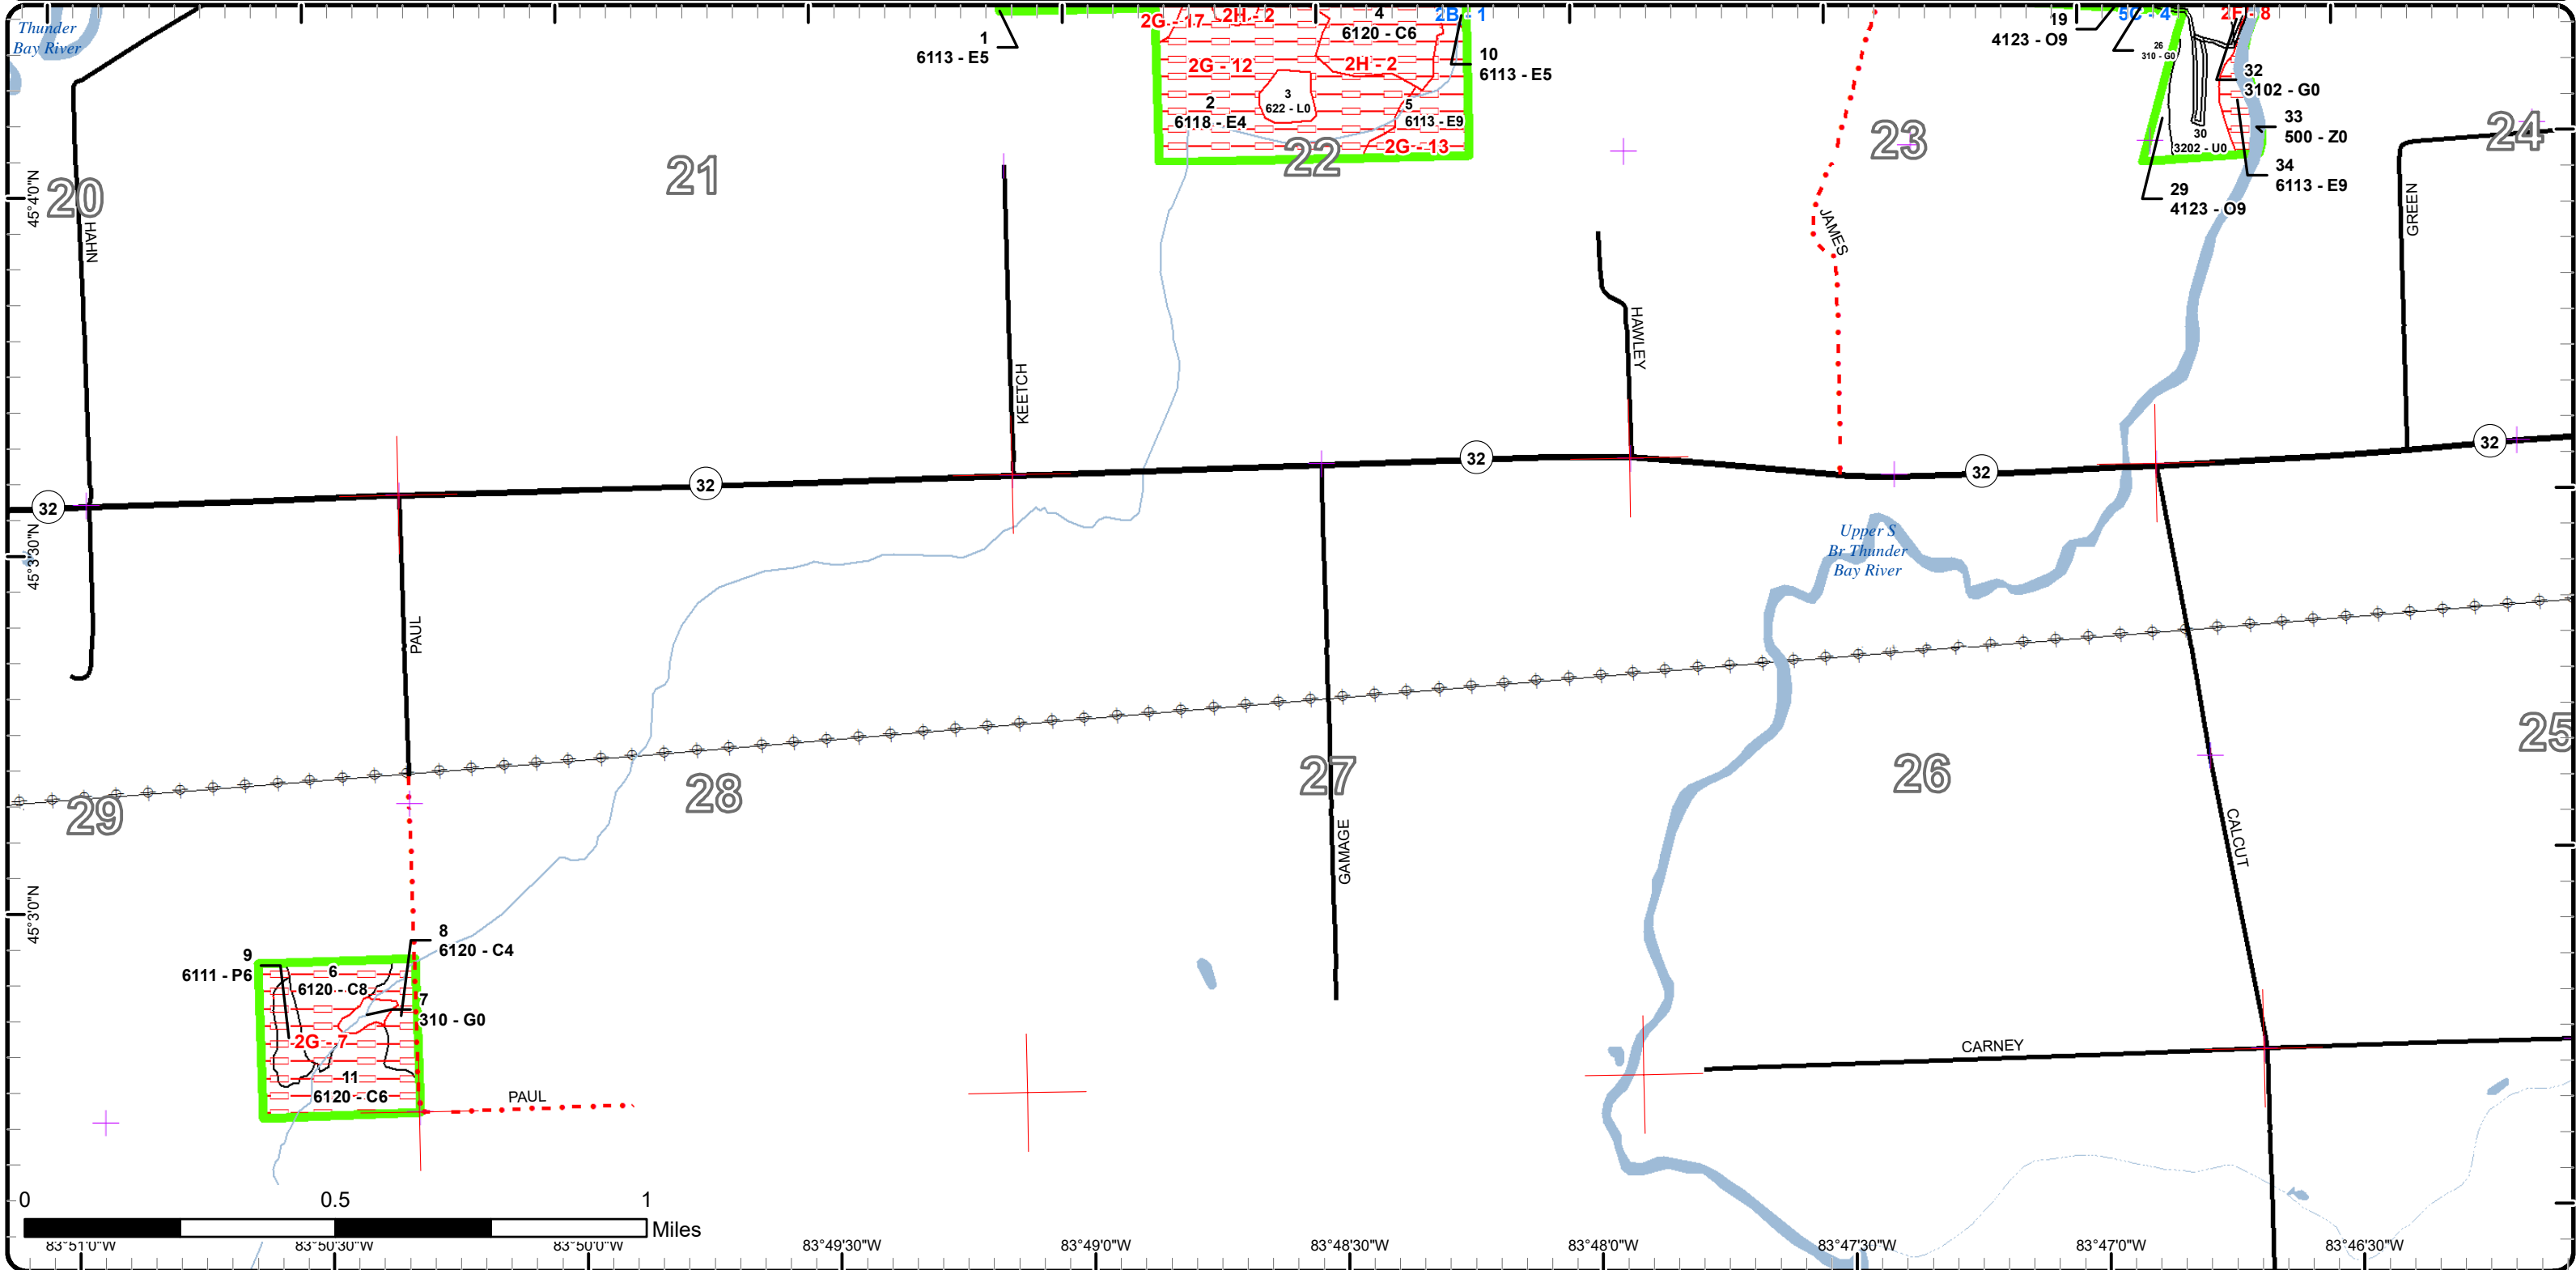 Thunder
Bay River
1
6113 - E5
2G - 17
2H - 2
4
6120 - C6
2B - 1
10
6113 - E5
2G - 12
2H - 2
3
622 - L0
2
6118 - E4
5
6113 - E9
2G - 13
19
4123 - O9
5C - 4
2F - 8
26
310 - G0
32
3102 - G0
33
500 - Z0
30
3202 - U0
34
6113 - E9
29
4123 - O9
20
21
22
23
24
HAHN
KEETCH
HAWLEY
JAMES
GREEN
45°4'0"N
32
32
32
32
32
45°3'30"N
Upper S
Br Thunder
Bay River
PAUL
29
28
27
26
25
GAMAGE
CALCUT
45°3'0"N
8
6120 - C4
9
6111 - P6
6
6120 - C8
7
310 - G0
2G - 7
11
6120 - C6
PAUL
CARNEY
0
0.5
1
Miles
83°51'0"W
83°50'30"W
83°50'0"W
83°49'30"W
83°49'0"W
83°48'30"W
83°48'0"W
83°47'30"W
83°47'0"W
83°46'30"W